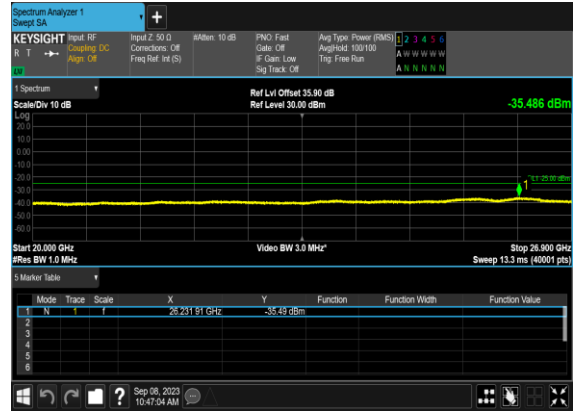 Spectrum Analyzer 1
Swept SA
+
KEYSIGHT Input: RF Input Z: 50 Ω #Atten: 10 dB PNO: Fast Avg Type: Power (RMS) 1 2 3 4 5 6
R T Coupling: DC Corrections: Off Gate: Off Avg|Hold: 100/100 A W W W W W
Align: Off Freq Ref: Int (S) IF Gain: Low Trig: Free Run
LXI Sig Track: Off A N N N N N
1 Spectrum Ref Lvl Offset 35.90 dB
Scale/Div 10 dB Ref Level 30.00 dBm -35.486 dBm
Log
20.0
10.0
0.00
-10.0
-20.0
DL1 -25.00 dBm
-30.0 1
-40.0
-50.0
-60.0
Start 20.000 GHz Video BW 3.0 MHz* Stop 26.900 GHz
#Res BW 1.0 MHz Sweep 13.3 ms (40001 pts)
5 Marker Table
Mode Trace Scale X Y Function Function Width Function Value
1 N 1 f 26.231 91 GHz -35.49 dBm
2
3
4
5
6
? Sep 08, 2023
10:47:04 AM